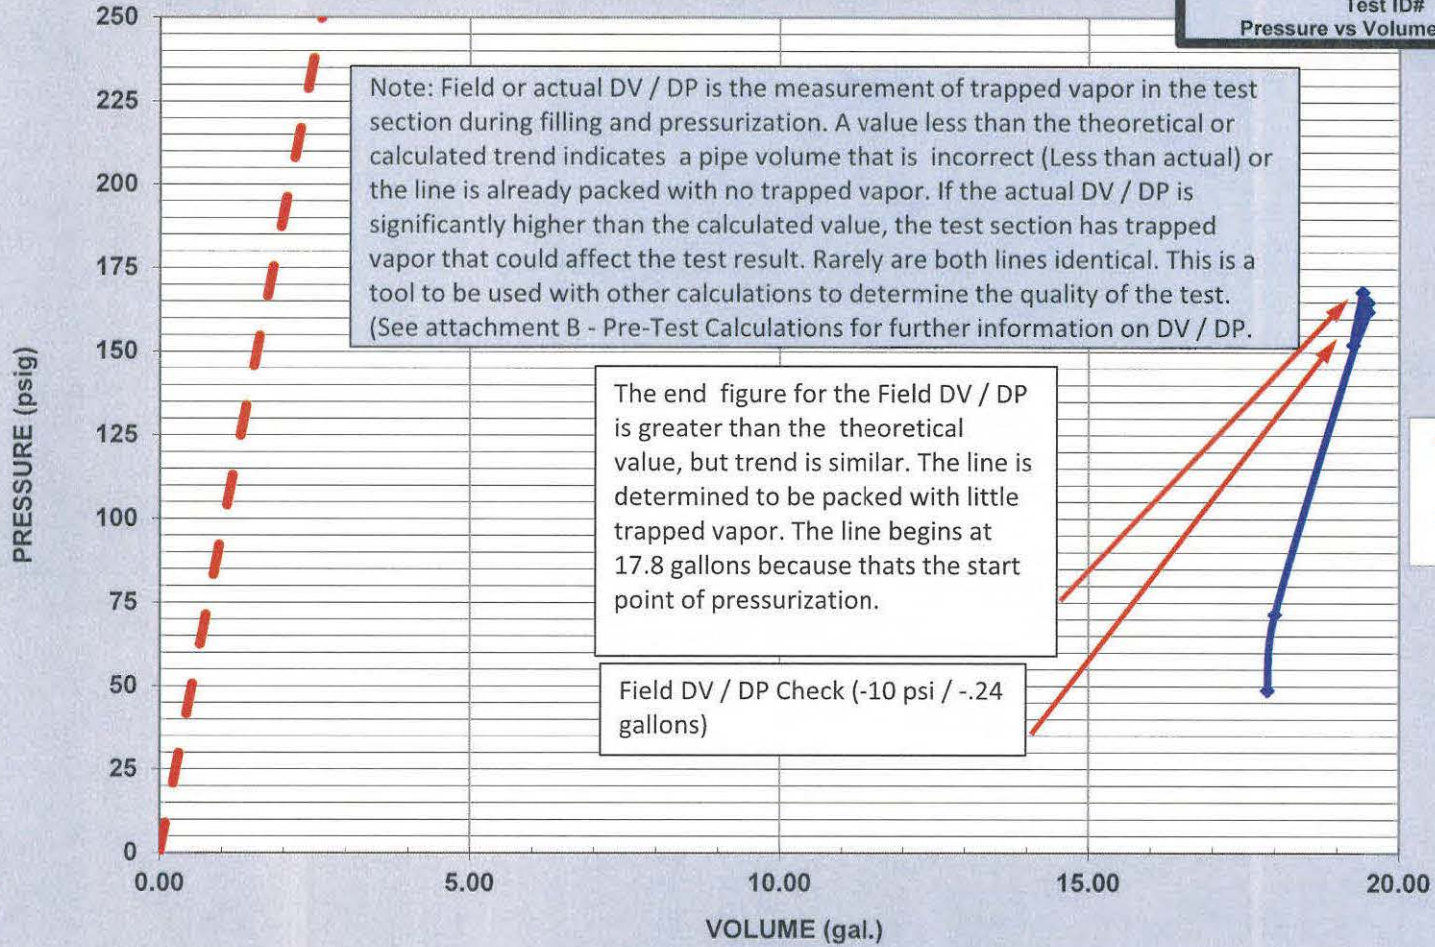 Test ID#
Pressure vs Volume
250
225
200
175
150
125
100
75
50
25
0
PRESSURE (psig)
Note: Field or actual DV / DP is the measurement of trapped vapor in the test
section during filling and pressurization. A value less than the theoretical or
calculated trend indicates a pipe volume that is incorrect (Less than actual) or
the line is already packed with no trapped vapor. If the actual DV / DP is
significantly higher than the calculated value, the test section has trapped
vapor that could affect the test result. Rarely are both lines identical. This is a
tool to be used with other calculations to determine the quality of the test.
(See attachment B - Pre-Test Calculations for further information on DV / DP.
The end figure for the Field DV / DP
is greater than the theoretical
value, but trend is similar. The line is
determined to be packed with little
trapped vapor. The line begins at
17.8 gallons because thats the start
point of pressurization.
Field DV / DP Check (-10 psi / -.24
gallons)
0.00 5.00 10.00 15.00 20.00
VOLUME (gal.)